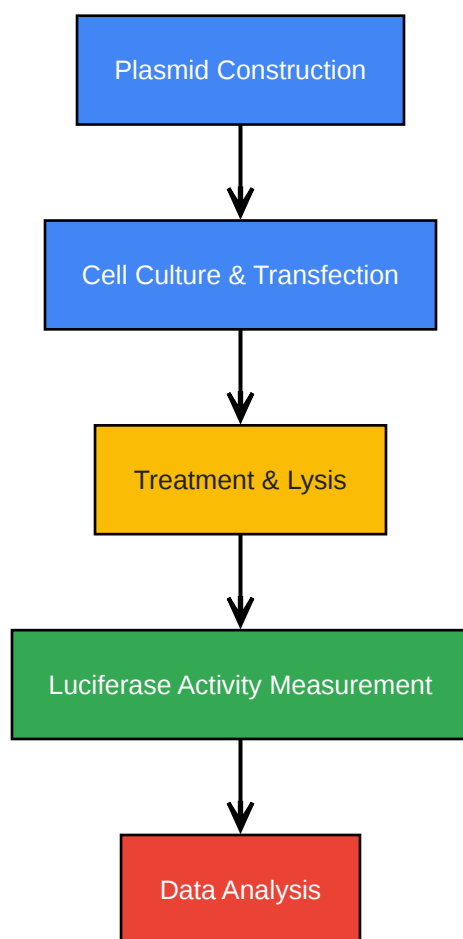 Plasmid Construction
Cell Culture & Transfection
Treatment & Lysis
Luciferase Activity Measurement
Data Analysis